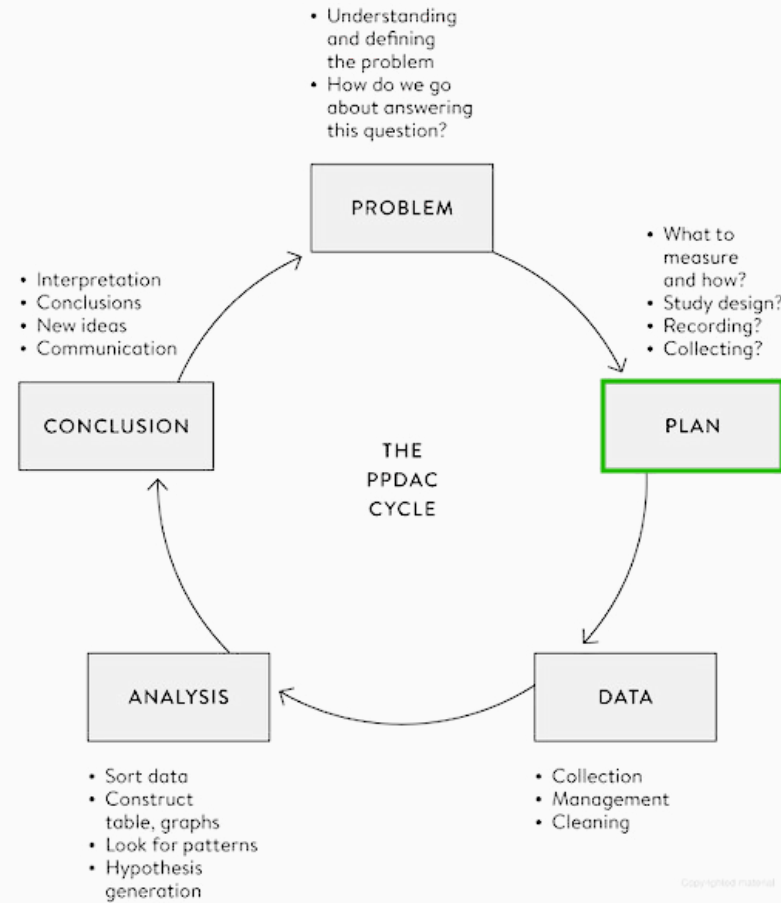 • Understanding
and defining
the problem
• How do we go
about answering
this question?
PROBLEM
• What to
measure
and how?
• Study design?
• Recording?
• Collecting?
PLAN
• Interpretation
• Conclusions
• New ideas
• Communication
CONCLUSION
THE
PPDAC
CYCLE
DATA
• Collection
• Management
• Cleaning
ANALYSIS
• Sort data
• Construct
table, graphs
• Look for patterns
• Hypothesis
generation
Copyrighted material